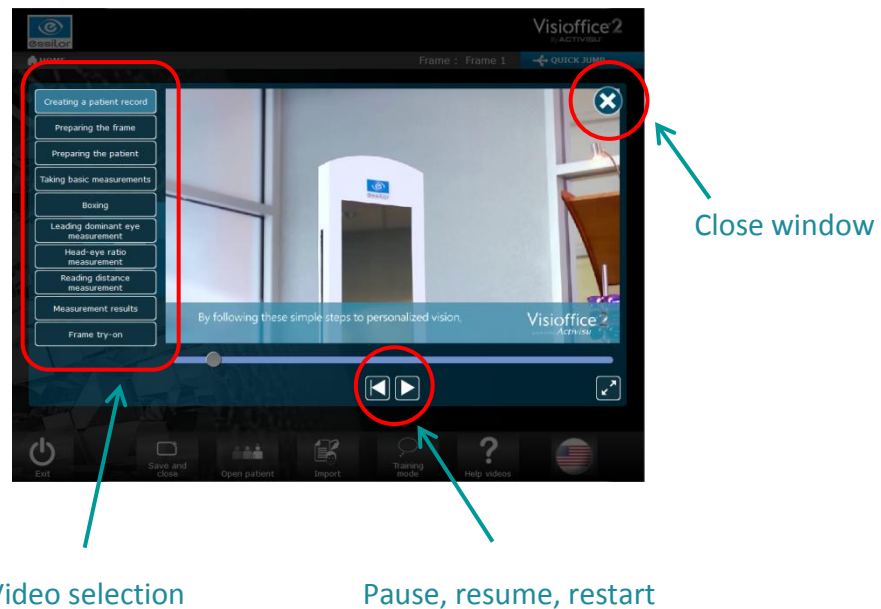 essilor
Visioffice 2
By ACTIVISU
HOME
Frame : Frame 1
QUICK JUMP
Creating a patient record
Preparing the frame
Preparing the patient
Taking basic measurements
Boxing
Leading dominant eye
measurement
Head-eye ratio
measurement
Reading distance
measurement
Measurement results
Frame try-on
essilor
By following these simple steps to personalized vision,
Visioffice 2
Activisu
Close window
Exit
Save and
close
Open patient
Import
Training
mode
Help videos
Video selection
Pause, resume, restart